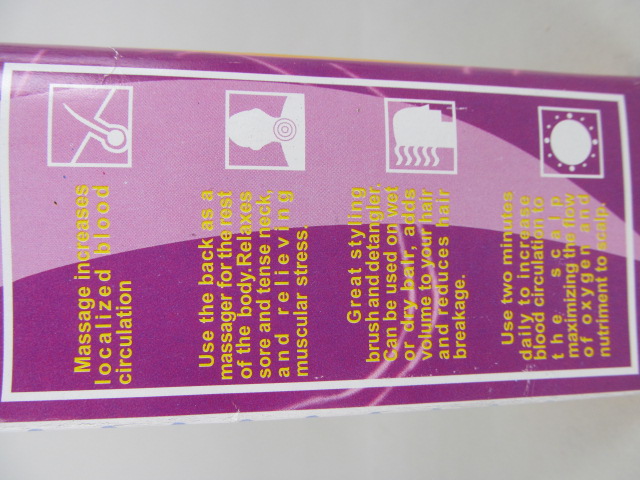 Massage increases
localized blood
circulation
Use the back as a
massager for the rest
of the body. Relaxes
sore and tense neck,
and relieving
muscular stress.
Great styling
brush and detangler.
Can be used on wet
or dry hair, adds
volume to your hair
and reduces hair
breakage.
Use two minutes
daily to increase
blood circulation to
the scalp
maximizing the flow
of oxygen and
nutriment to scalp.